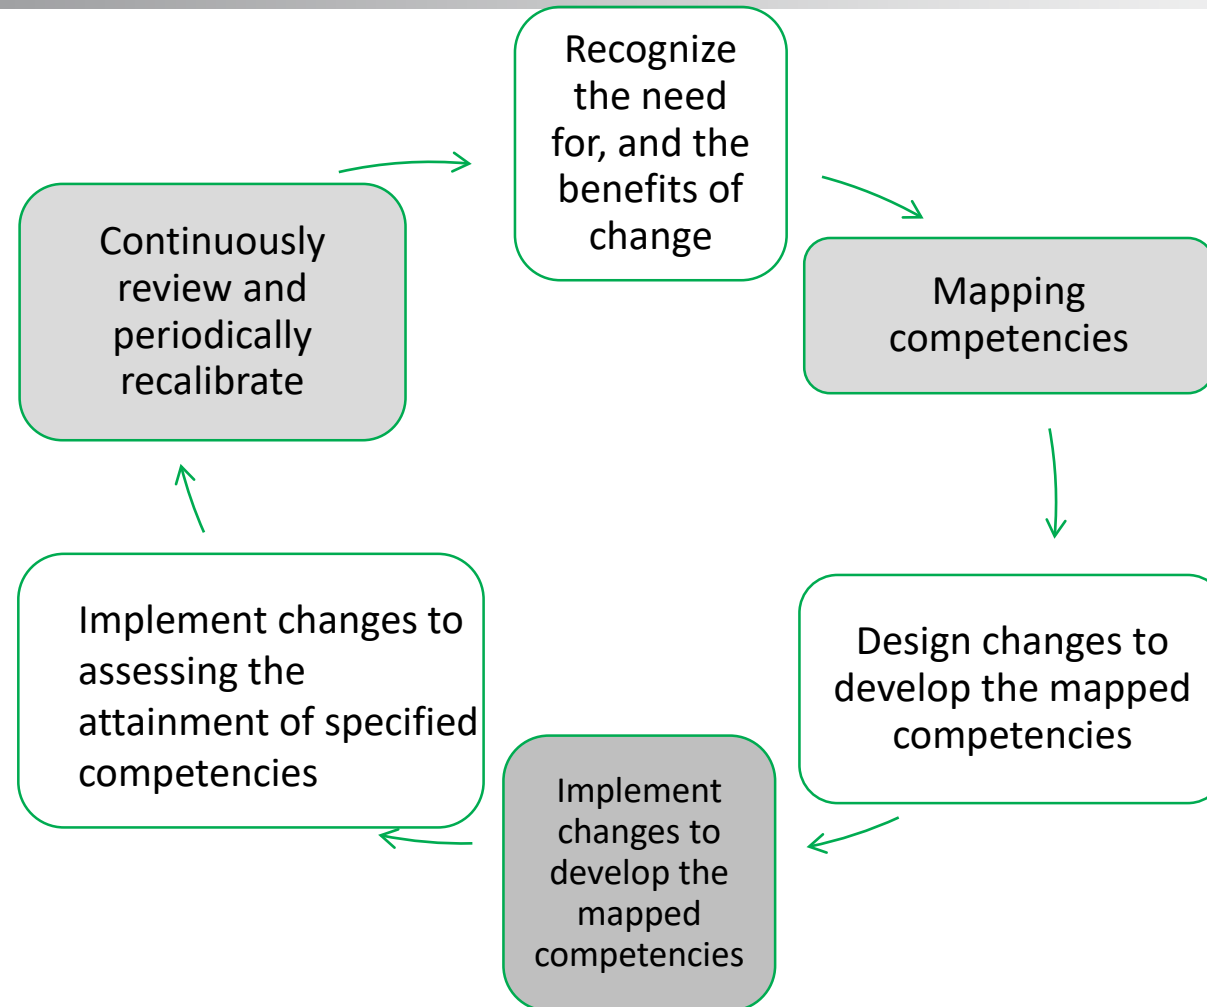 Recognize
the need
for, and the
benefits of
change
Mapping
competencies
Design changes to
develop the mapped
competencies
Implement
changes to
develop the
mapped
competencies
Implement changes to
assessing the
attainment of specified
competencies
Continuously
review and
periodically
recalibrate